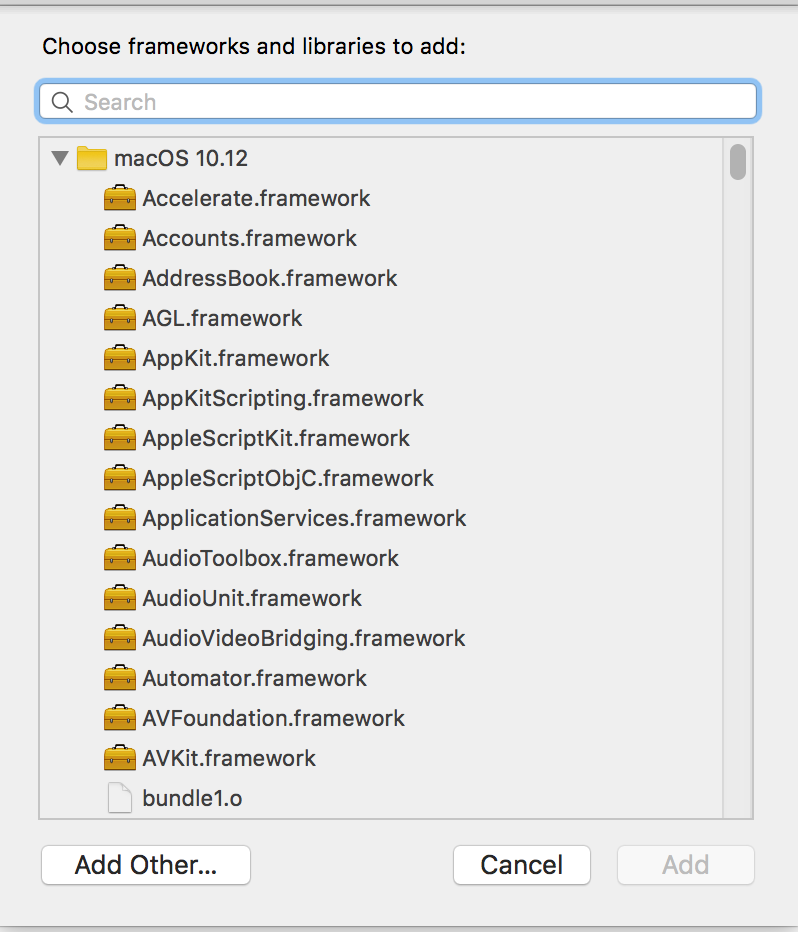 Choose frameworks and libraries to add:
Search
macOS 10.12
Accelerate.framework
Accounts.framework
AddressBook.framework
AGL.framework
AppKit.framework
AppKitScripting.framework
AppleScriptKit.framework
AppleScriptObjC.framework
ApplicationServices.framework
AudioToolbox.framework
AudioUnit.framework
AudioVideoBridging.framework
Automator.framework
AVFoundation.framework
AVKit.framework
bundle1.o
Add Other... Cancel Add